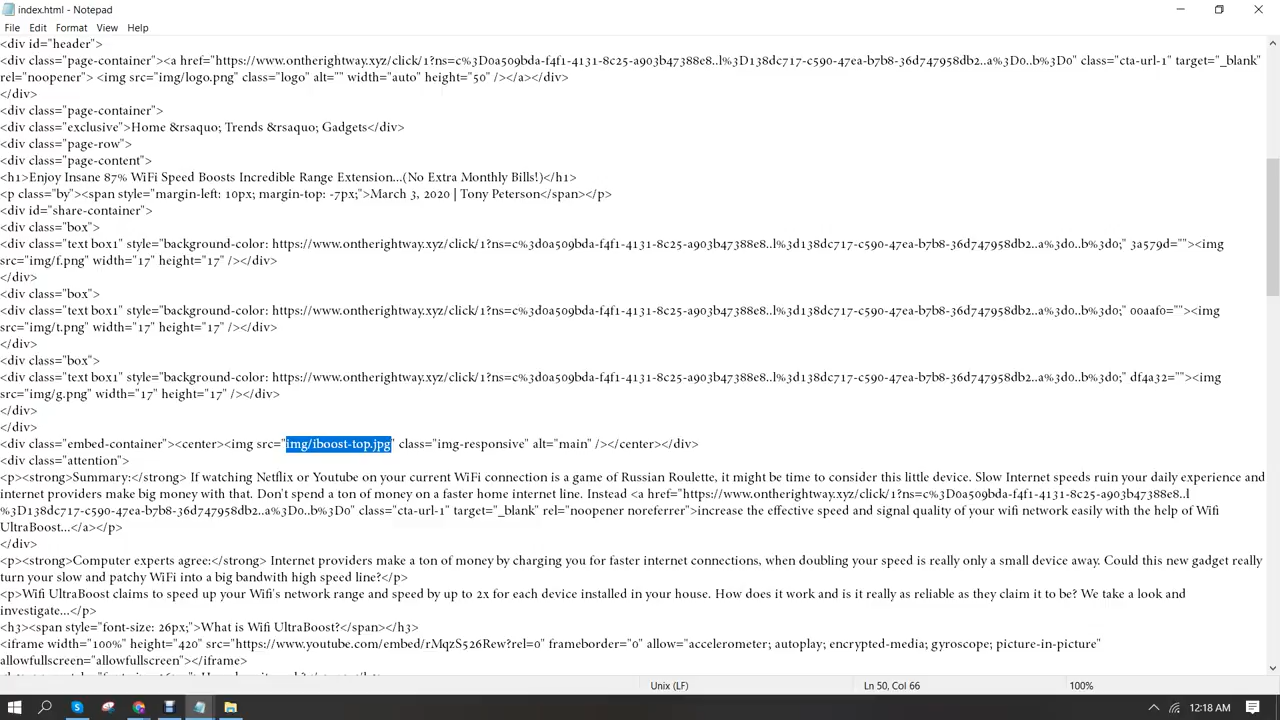 index.html - Notepad
File Edit Format View Help
<div id="header">
<div class="page-container"><a href="https://www.ontherightway.xyz/click/1?ns=c%3D0a509bda-f4f1-4131-8c25-a903b47388e8..l%3D138dc717-c590-47ea-b7b8-36d747958db2..a%3D0..b%3D0" class="cta-url-1" target="_blank"
rel="noopener"> <img src="img/logo.png" class="logo" alt="" width="auto" height="50" /></a></div>
</div>
<div class="page-container">
<div class="exclusive">Home &rsaquo; Trends &rsaquo; Gadgets</div>
<div class="page-row">
<div class="page-content">
<h1>Enjoy Insane 87% WiFi Speed Boosts Incredible Range Extension...(No Extra Monthly Bills!)</h1>
<p class="by"><span style="margin-left: 10px; margin-top: -7px;">March 3, 2020 | Tony Peterson</span></p>
<div id="share-container">
<div class="box">
<div class="text box1" style="background-color: https://www.ontherightway.xyz/click/1?ns=c%3d0a509bda-f4f1-4131-8c25-a903b47388e8..l%3d138dc717-c590-47ea-b7b8-36d747958db2..a%3d0..b%3d0;" 3a579d=""><img
src="img/f.png" width="17" height="17" /></div>
</div>
<div class="box">
<div class="text box1" style="background-color: https://www.ontherightway.xyz/click/1?ns=c%3d0a509bda-f4f1-4131-8c25-a903b47388e8..l%3d138dc717-c590-47ea-b7b8-36d747958db2..a%3d0..b%3d0;" 00aaf0=""><img
src="img/t.png" width="17" height="17" /></div>
</div>
<div class="box">
<div class="text box1" style="background-color: https://www.ontherightway.xyz/click/1?ns=c%3d0a509bda-f4f1-4131-8c25-a903b47388e8..l%3d138dc717-c590-47ea-b7b8-36d747958db2..a%3d0..b%3d0;" df4a32=""><img
src="img/g.png" width="17" height="17" /></div>
</div>
</div>
<div class="embed-container"><center><img src="img/iboost-top.jpg" class="img-responsive" alt="main" /></center></div>
<div class="attention">
<p><strong>Summary:</strong> If watching Netflix or Youtube on your current WiFi connection is a game of Russian Roulette, it might be time to consider this little device. Slow Internet speeds ruin your daily experience and
internet providers make big money with that. Don't spend a ton of money on a faster home internet line. Instead <a href="https://www.ontherightway.xyz/click/1?ns=c%3D0a509bda-f4f1-4131-8c25-a903b47388e8..l
%3D138dc717-c590-47ea-b7b8-36d747958db2..a%3D0..b%3D0" class="cta-url-1" target="_blank" rel="noopener noreferrer">increase the effective speed and signal quality of your wifi network easily with the help of Wifi
UltraBoost...</a></p>
</div>
<p><strong>Computer experts agree:</strong> Internet providers make a ton of money by charging you for faster internet connections, when doubling your speed is really only a small device away. Could this new gadget really
turn your slow and patchy WiFi into a big bandwith high speed line?</p>
<p>Wifi UltraBoost claims to speed up your Wifi's network range and speed by up to 2x for each device installed in your house. How does it work and is it really as reliable as they claim it to be? We take a look and
investigate...</p>
<h3><span style="font-size: 26px;">What is Wifi UltraBoost?</span></h3>
<iframe width="100%" height="420" src="https://www.youtube.com/embed/rMqzS526Rew?rel=0" frameborder="0" allow="accelerometer; autoplay; encrypted-media; gyroscope; picture-in-picture"
allowfullscreen="allowfullscreen"></iframe>
Unix (LF) Ln 50, Col 66 100%
12:18 AM